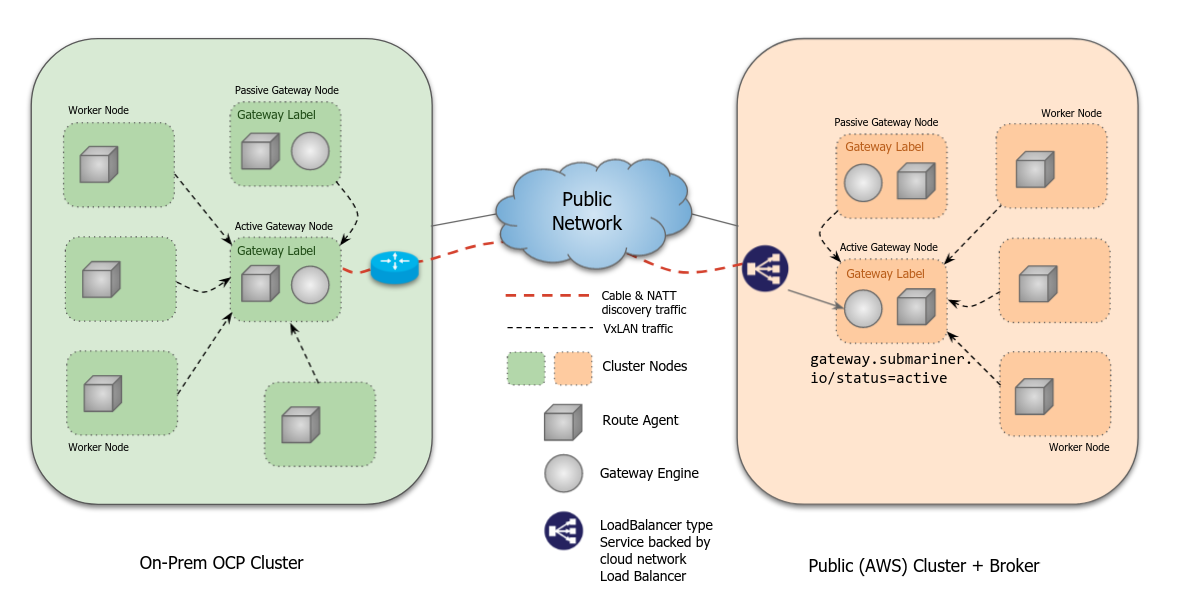 Worker Node
Passive Gateway Node
Gateway Label
Active Gateway Node
Gateway Label
Worker Node
On-Prem OCP Cluster
Public
Network
Cable & NATT
discovery traffic
VxLAN traffic
Cluster Nodes
Route Agent
Gateway Engine
LoadBalancer type
Service backed by
cloud network
Load Balancer
Passive Gateway Node
Gateway Label
Worker Node
Active Gateway Node
Gateway Label
gateway.submariner.
io/status=active
Worker Node
Public (AWS) Cluster + Broker